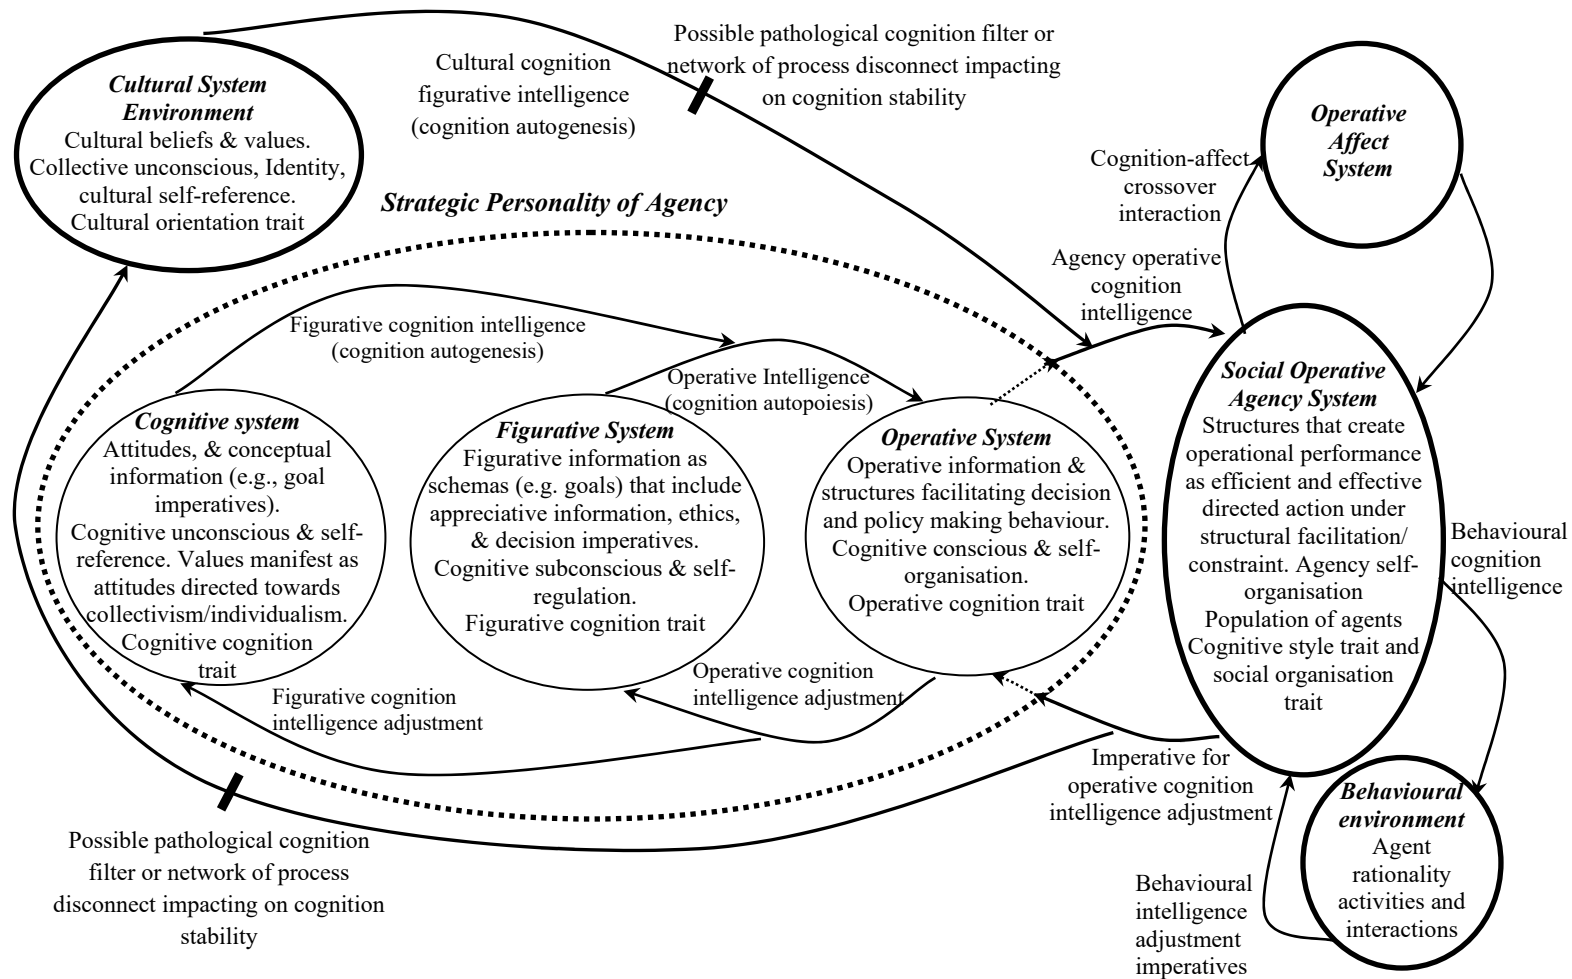 Cultural System
Environment
Cultural beliefs & values.
Collective unconscious, Identity,
cultural self-reference.
Cultural orientation trait
Cultural cognition
figurative intelligence
(cognition autogenesis)
Possible pathological cognition filter or
network of process disconnect impacting
on cognition stability
Operative
Affect
System
Cognition-affect
crossover
interaction
Strategic Personality of Agency
Agency operative
cognition
intelligence
Figurative cognition intelligence
(cognition autogenesis)
Operative Intelligence
(cognition autopoiesis)
Cognitive system
Attitudes, & conceptual
information (e.g., goal
imperatives).
Cognitive unconscious & self-
reference. Values manifest as
attitudes directed towards
collectivism/individualism.
Cognitive cognition
trait
Figurative System
Figurative information as
schemas (e.g. goals) that include
appreciative information, ethics,
& decision imperatives.
Cognitive subconscious & self-
regulation.
Figurative cognition trait
Operative System
Operative information &
structures facilitating decision
and policy making behaviour.
Cognitive conscious & self-
organisation.
Operative cognition trait
Social Operative
Agency System
Structures that create
operational performance
as efficient and effective
directed action under
structural facilitation/
constraint. Agency self-
organisation
Population of agents
Cognitive style trait and
social organisation
trait
Behavioural
cognition
intelligence
Figurative cognition
intelligence adjustment
Operative cognition
intelligence adjustment
Imperative for
operative cognition
intelligence adjustment
Behavioural
environment
Agent
rationality
activities and
interactions
Possible pathological cognition
filter or network of process
disconnect impacting on cognition
stability
Behavioural
intelligence
adjustment
imperatives